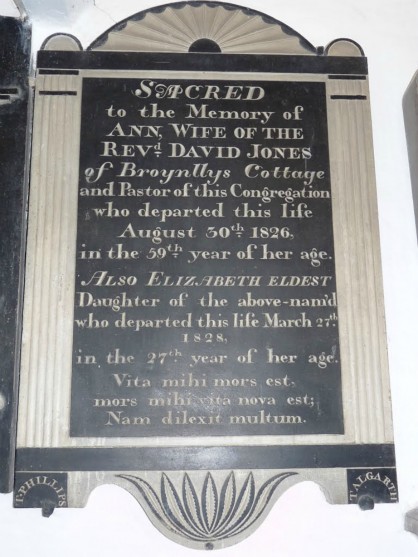 SACRED
to the Memory of
ANN, WIFE OF THE
REVd. DAVID JONES
of Broynllys Cottage
and Pastor of this Congregation
who departed this life
August 30th. 1826,
in the 59th year of her age.
ALSO ELIZABETH ELDEST
Daughter of the above-nam'd
who departed this life March 27th.
1828,
in the 27th year of her age.
Vita mihi mors est,
mors mihi vita nova est;
Nam dilexit multum.
T. PHILLIPS
TALGARTH